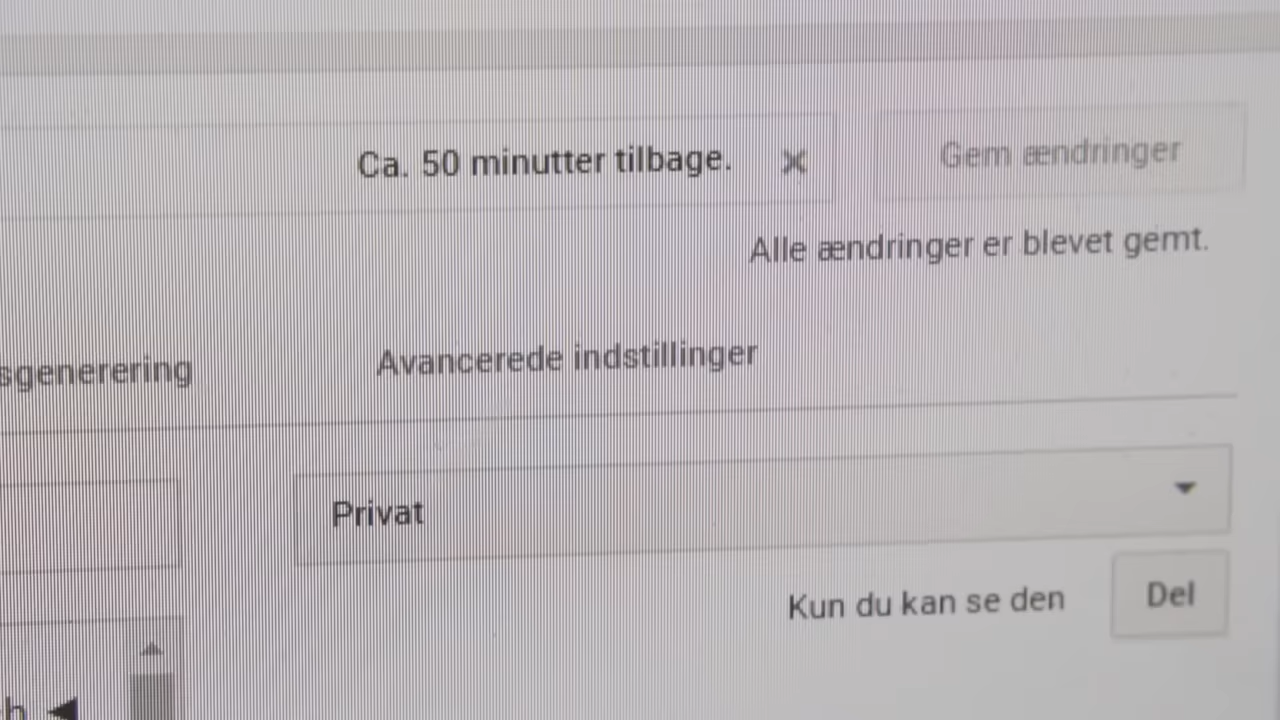 Ca. 50 minutter tilbage.
Gem ændringer
Alle ændringer er blevet gemt.
sgenerering
Avancerede indstillinger
Privat
Kun du kan se den
Del
h